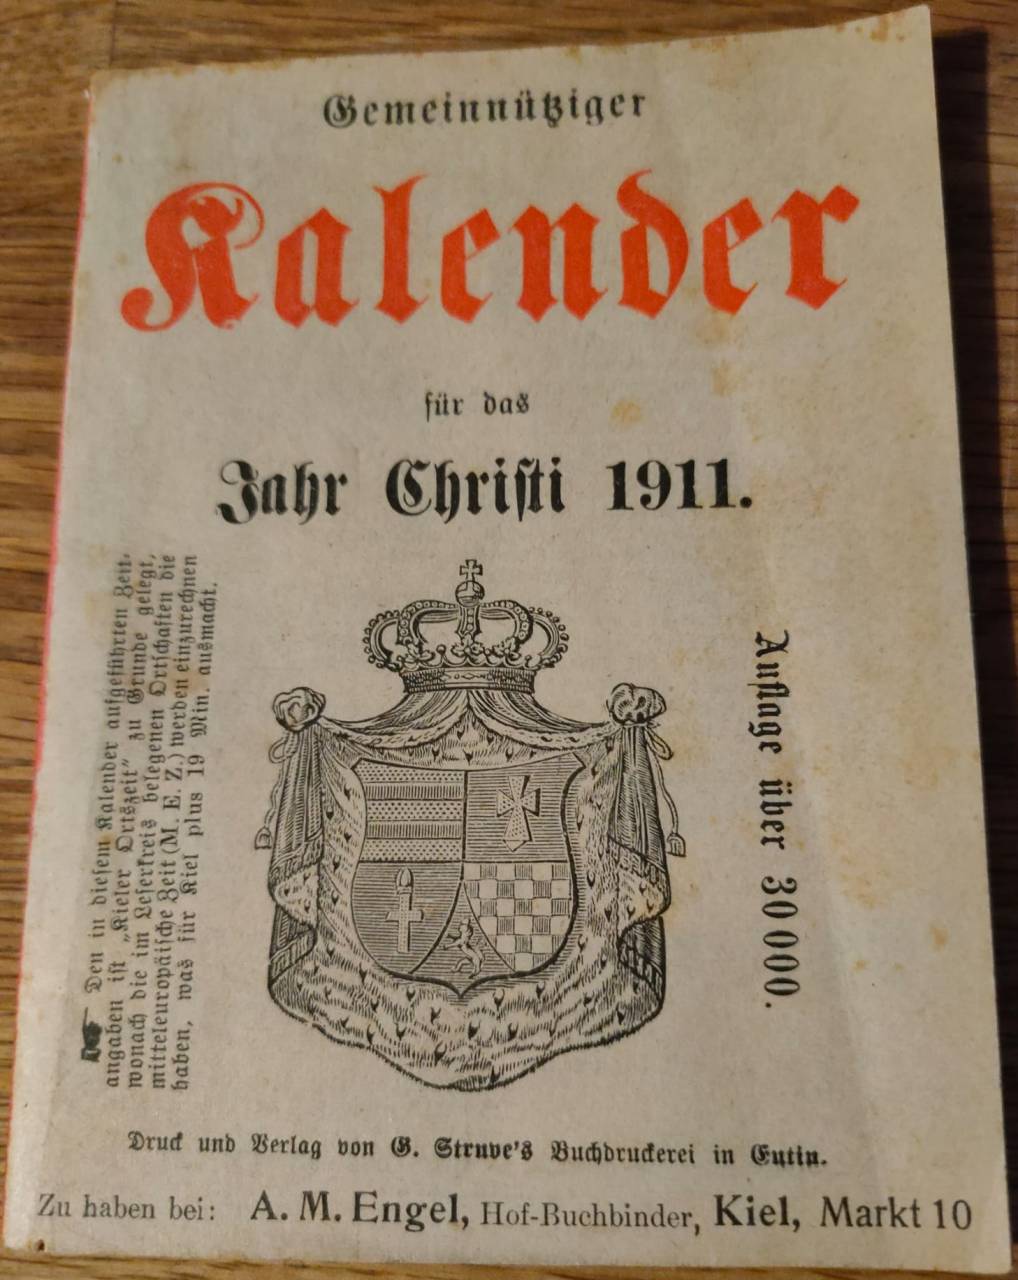 Gemeinnütziger
Kalender
für das
Jahr Christi 1911.
Den in diesem Kalender aufgeführten Zeit-
angaben ist „Kieler Ortszeit" zu Grunde gelegt,
wonach die im Leserkreis belegenen Ortschaften die
mitteleuropäische Zeit (M. E. Z.) werden einzurechnen
haben, was für Kiel plus 19 Min. ausmacht.
Auflage über 30 000.
Druck und Verlag von G. Struve's Buchdruckerei in Eutin.
Zu haben bei: A. M. Engel, Hof-Buchbinder, Kiel, Markt 10